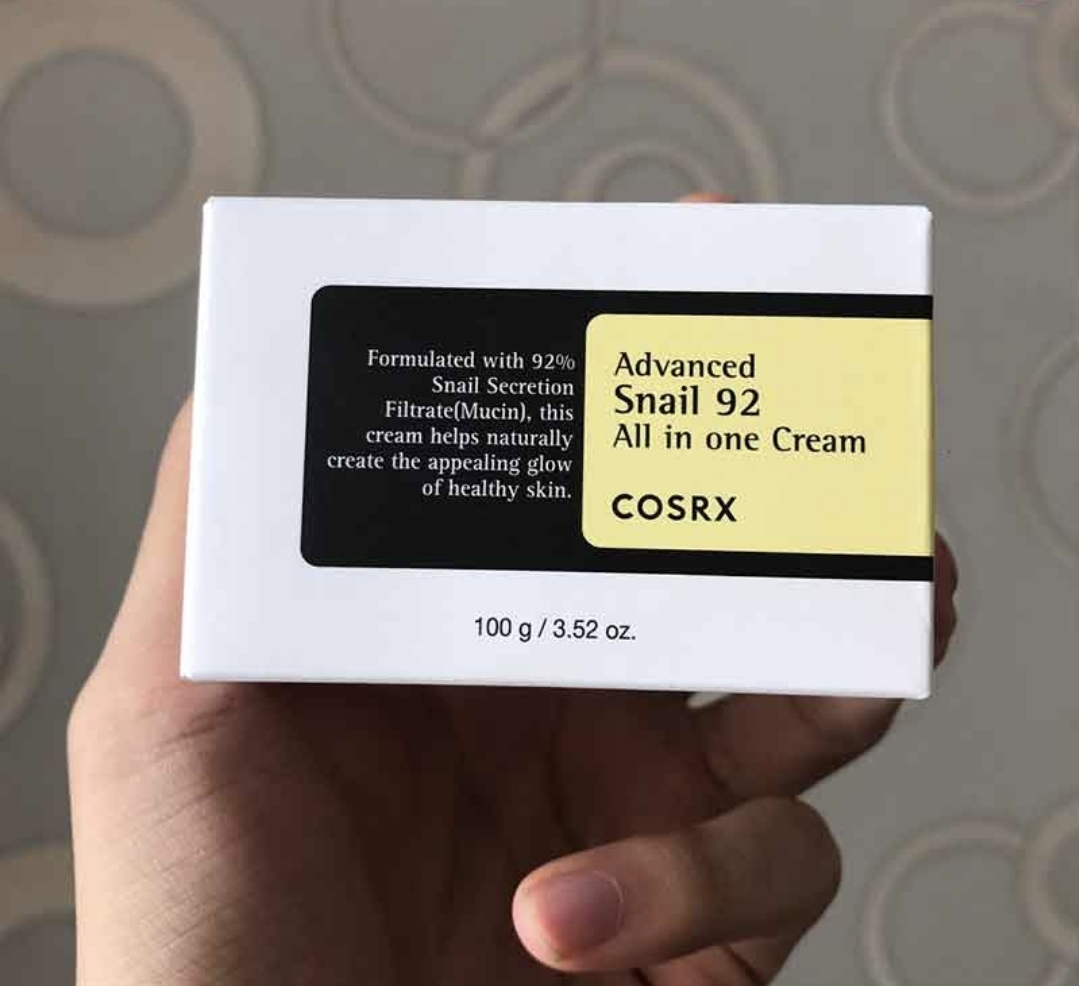 Formulated with 92%
Snail Secretion
Filtrate(Mucin), this
cream helps naturally
create the appealing glow
of healthy skin.
Advanced
Snail 92
All in one Cream
COSRX
100 g / 3.52 oz.